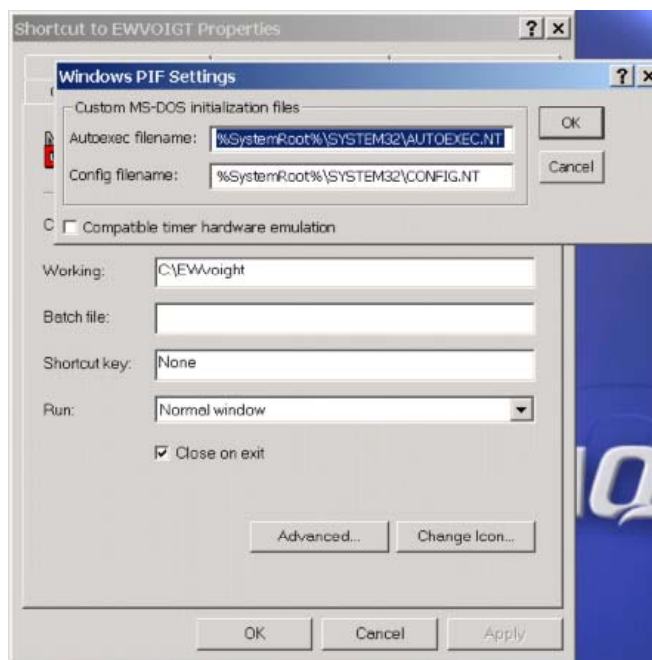 Shortcut to EWVOIGT Properties
Windows PIF Settings
Custom MS-DOS initialization files
Autoexec filename: %SystemRoot%\SYSTEM32\AUTOEXEC.NT
OK
Config filename: %SystemRoot%\SYSTEM32\CONFIG.NT
Cancel
Compatible timer hardware emulation
Working: C:\EWvoight
Batch file:
Shortcut key: None
Run: Normal window
Close on exit
Advanced... Change Icon...
OK Cancel Apply